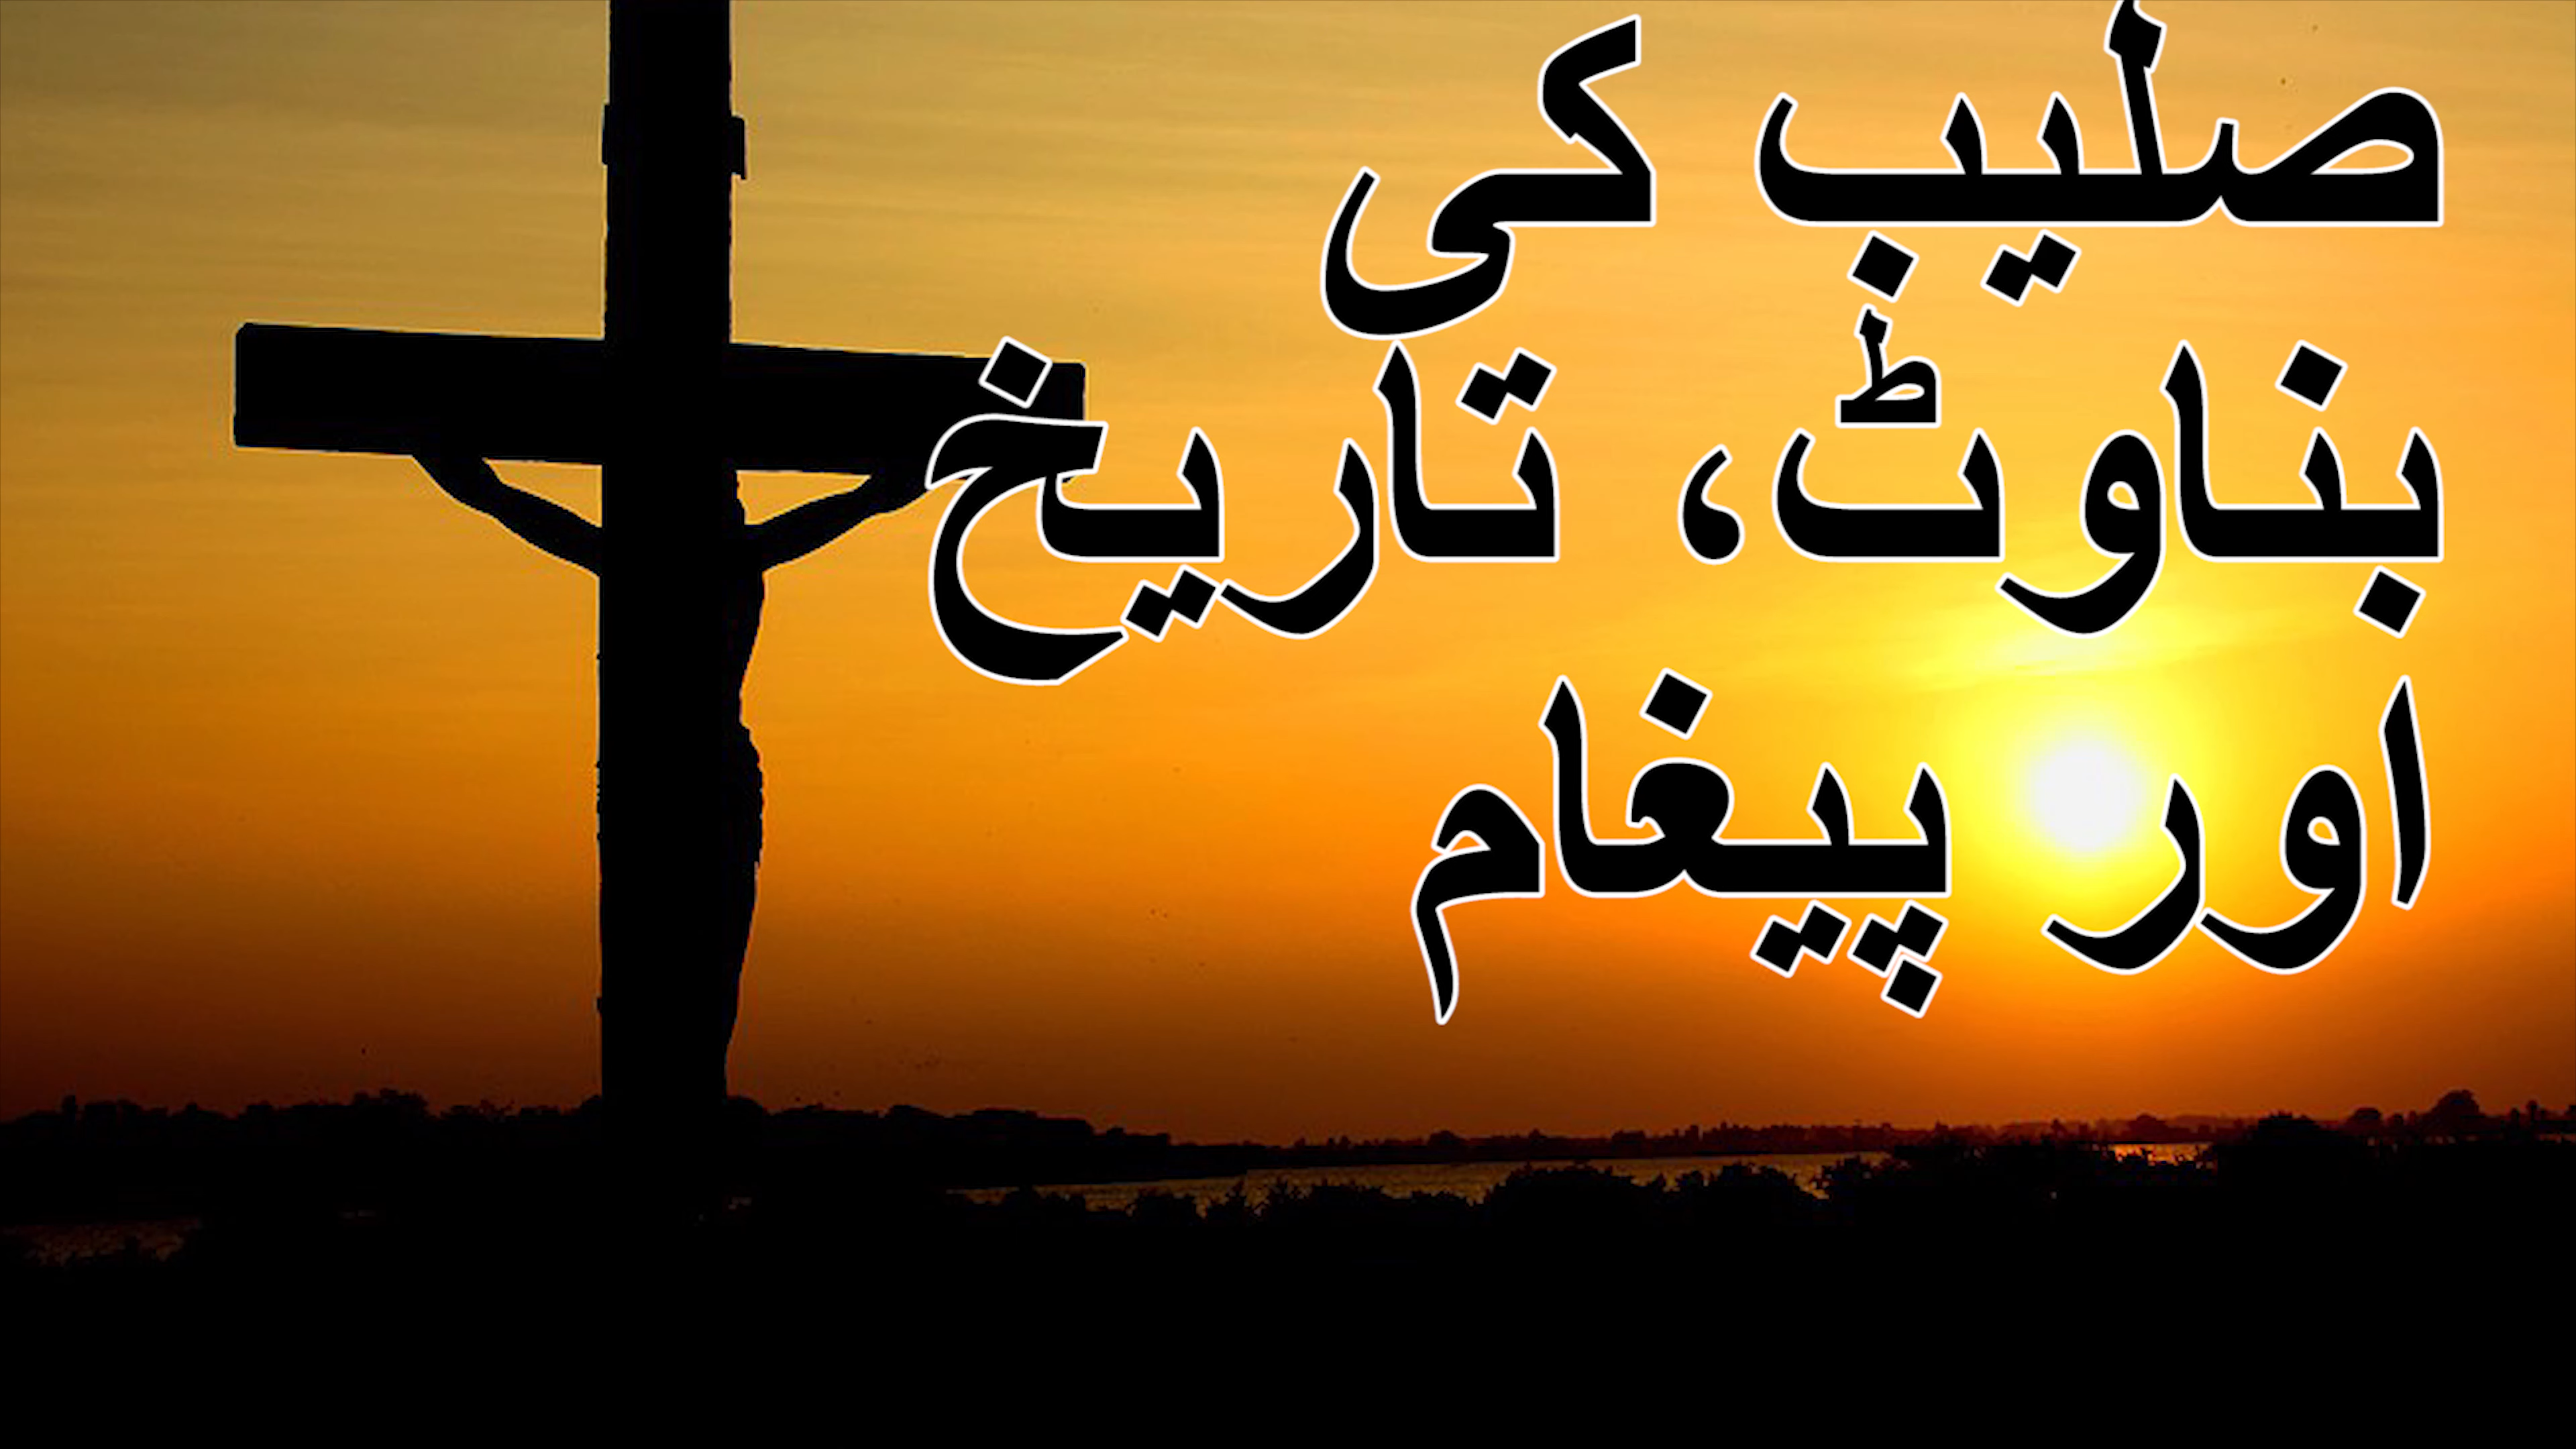 صلیب کی
بناوٹ، تاریخ
اور پیغام